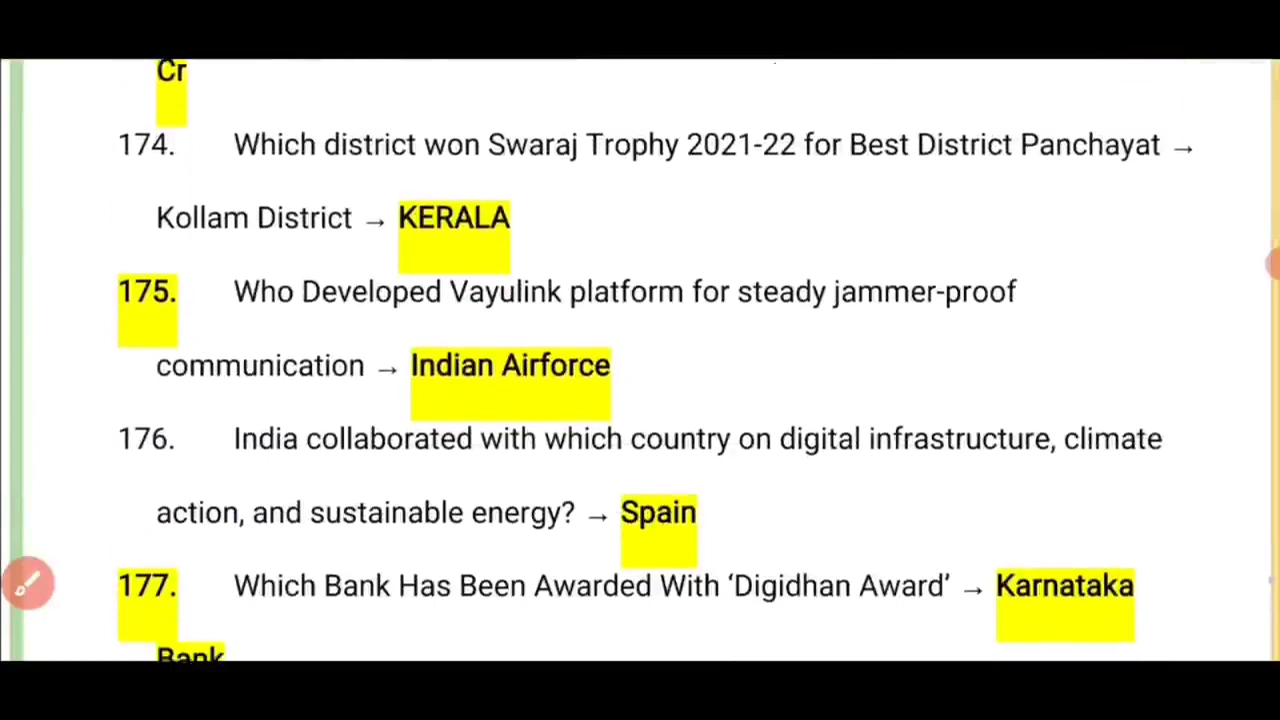 Cr
174. Which district won Swaraj Trophy 2021-22 for Best District Panchayat →
Kollam District → KERALA
175. Who Developed Vayulink platform for steady jammer-proof
communication → Indian Airforce
176. India collaborated with which country on digital infrastructure, climate
action, and sustainable energy? → Spain
177. Which Bank Has Been Awarded With ‘Digidhan Award’ → Karnataka
Bank